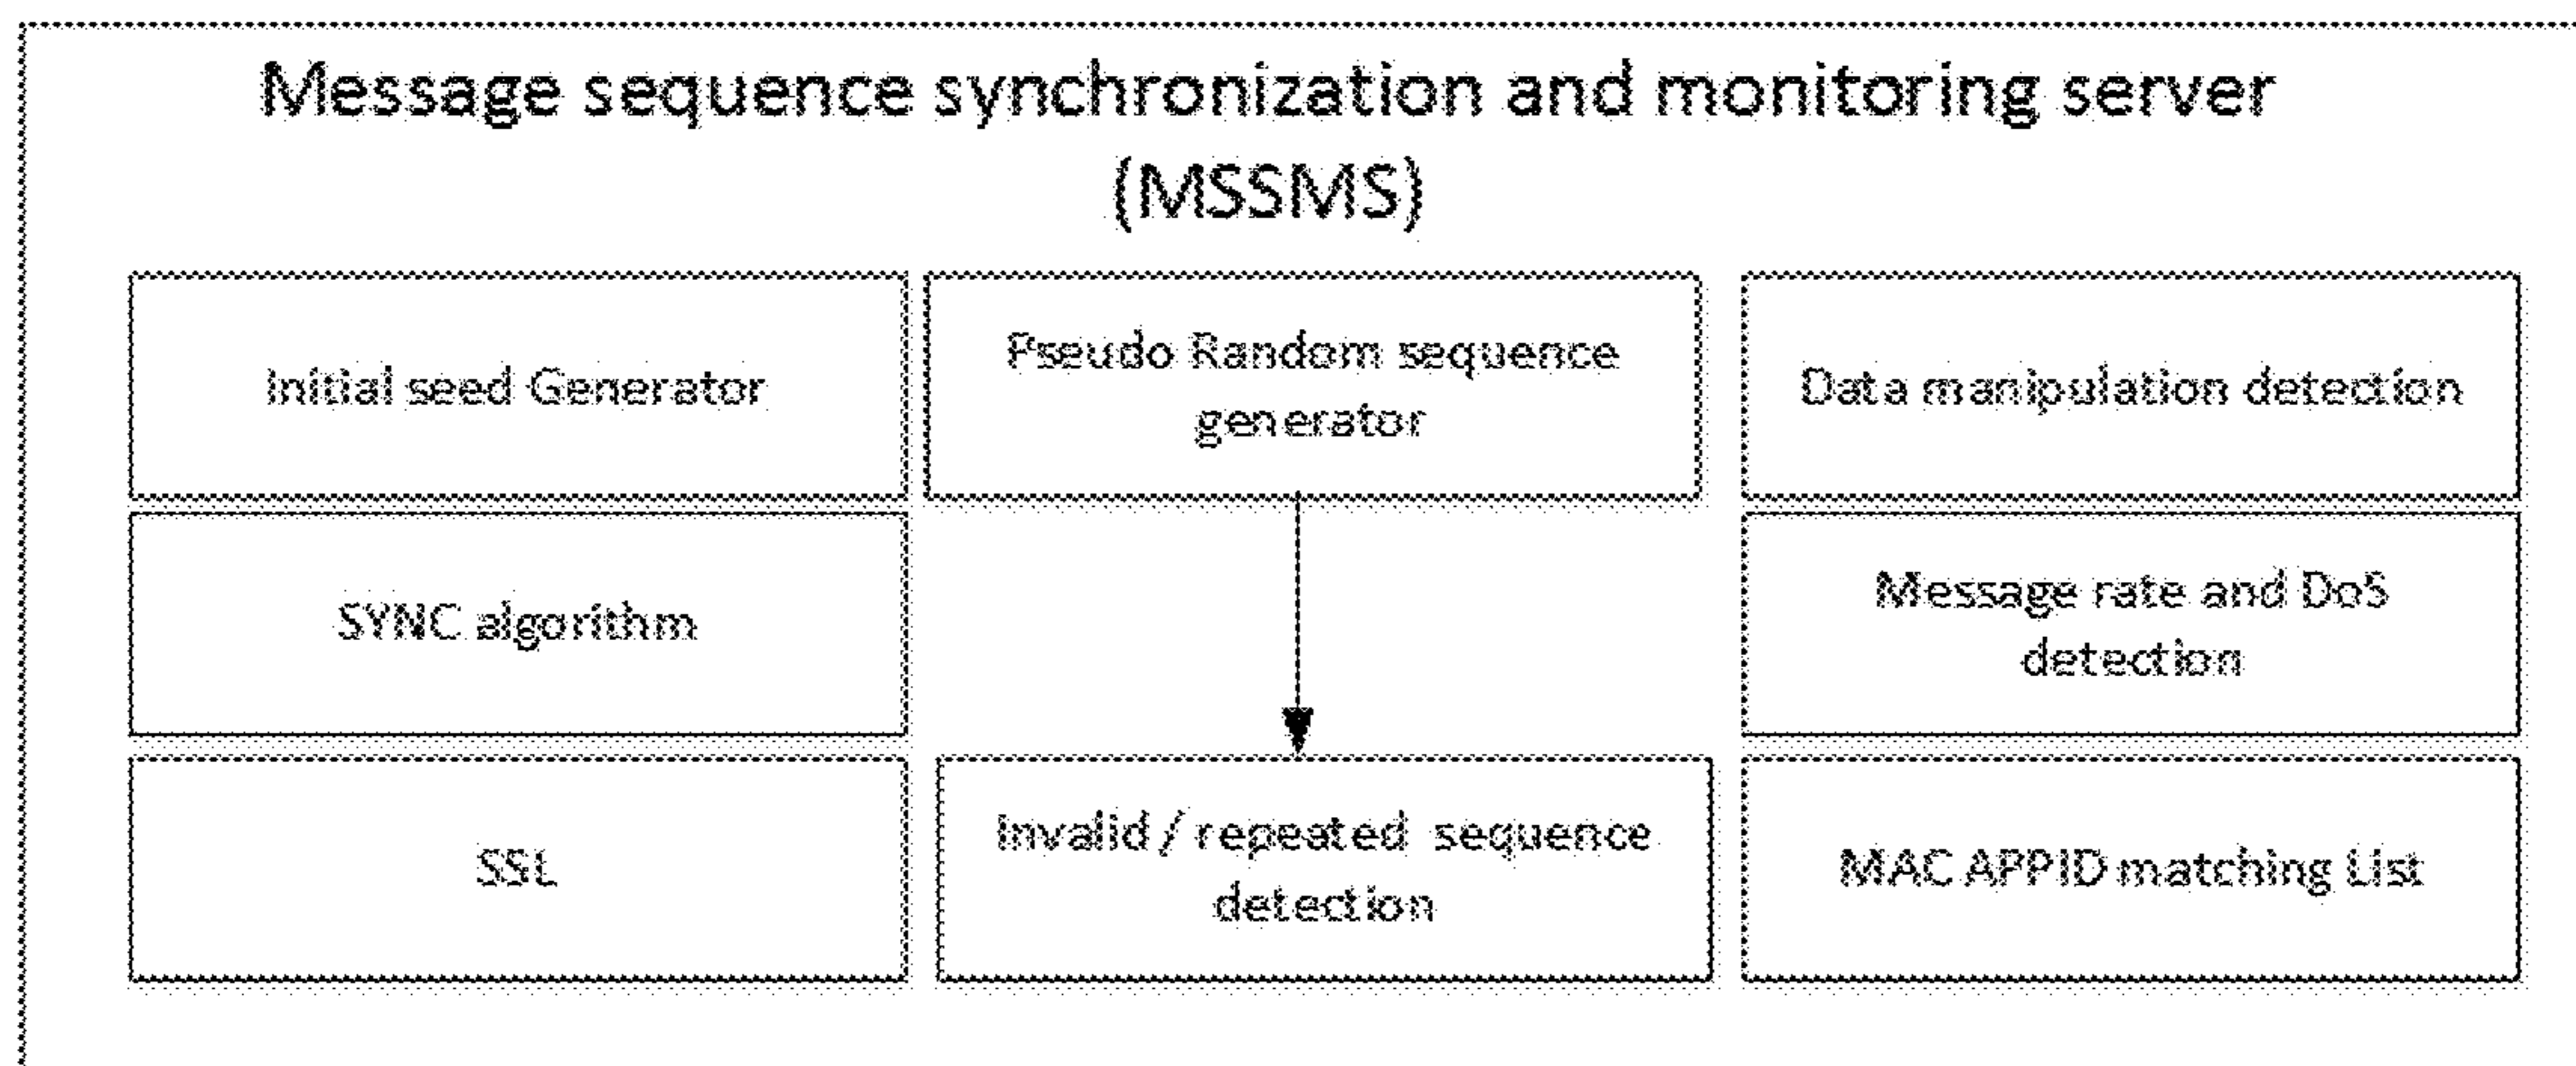 Message sequence synchronization and monitoring server
(MSSMS)
Initial seed Generator
Pseudo Random sequence
generator
Data manipulation detection
SYNC algorithm
Message rate and DoS
detection
SSL
Invalid / repeated sequence
detection
MAC APPID matching List